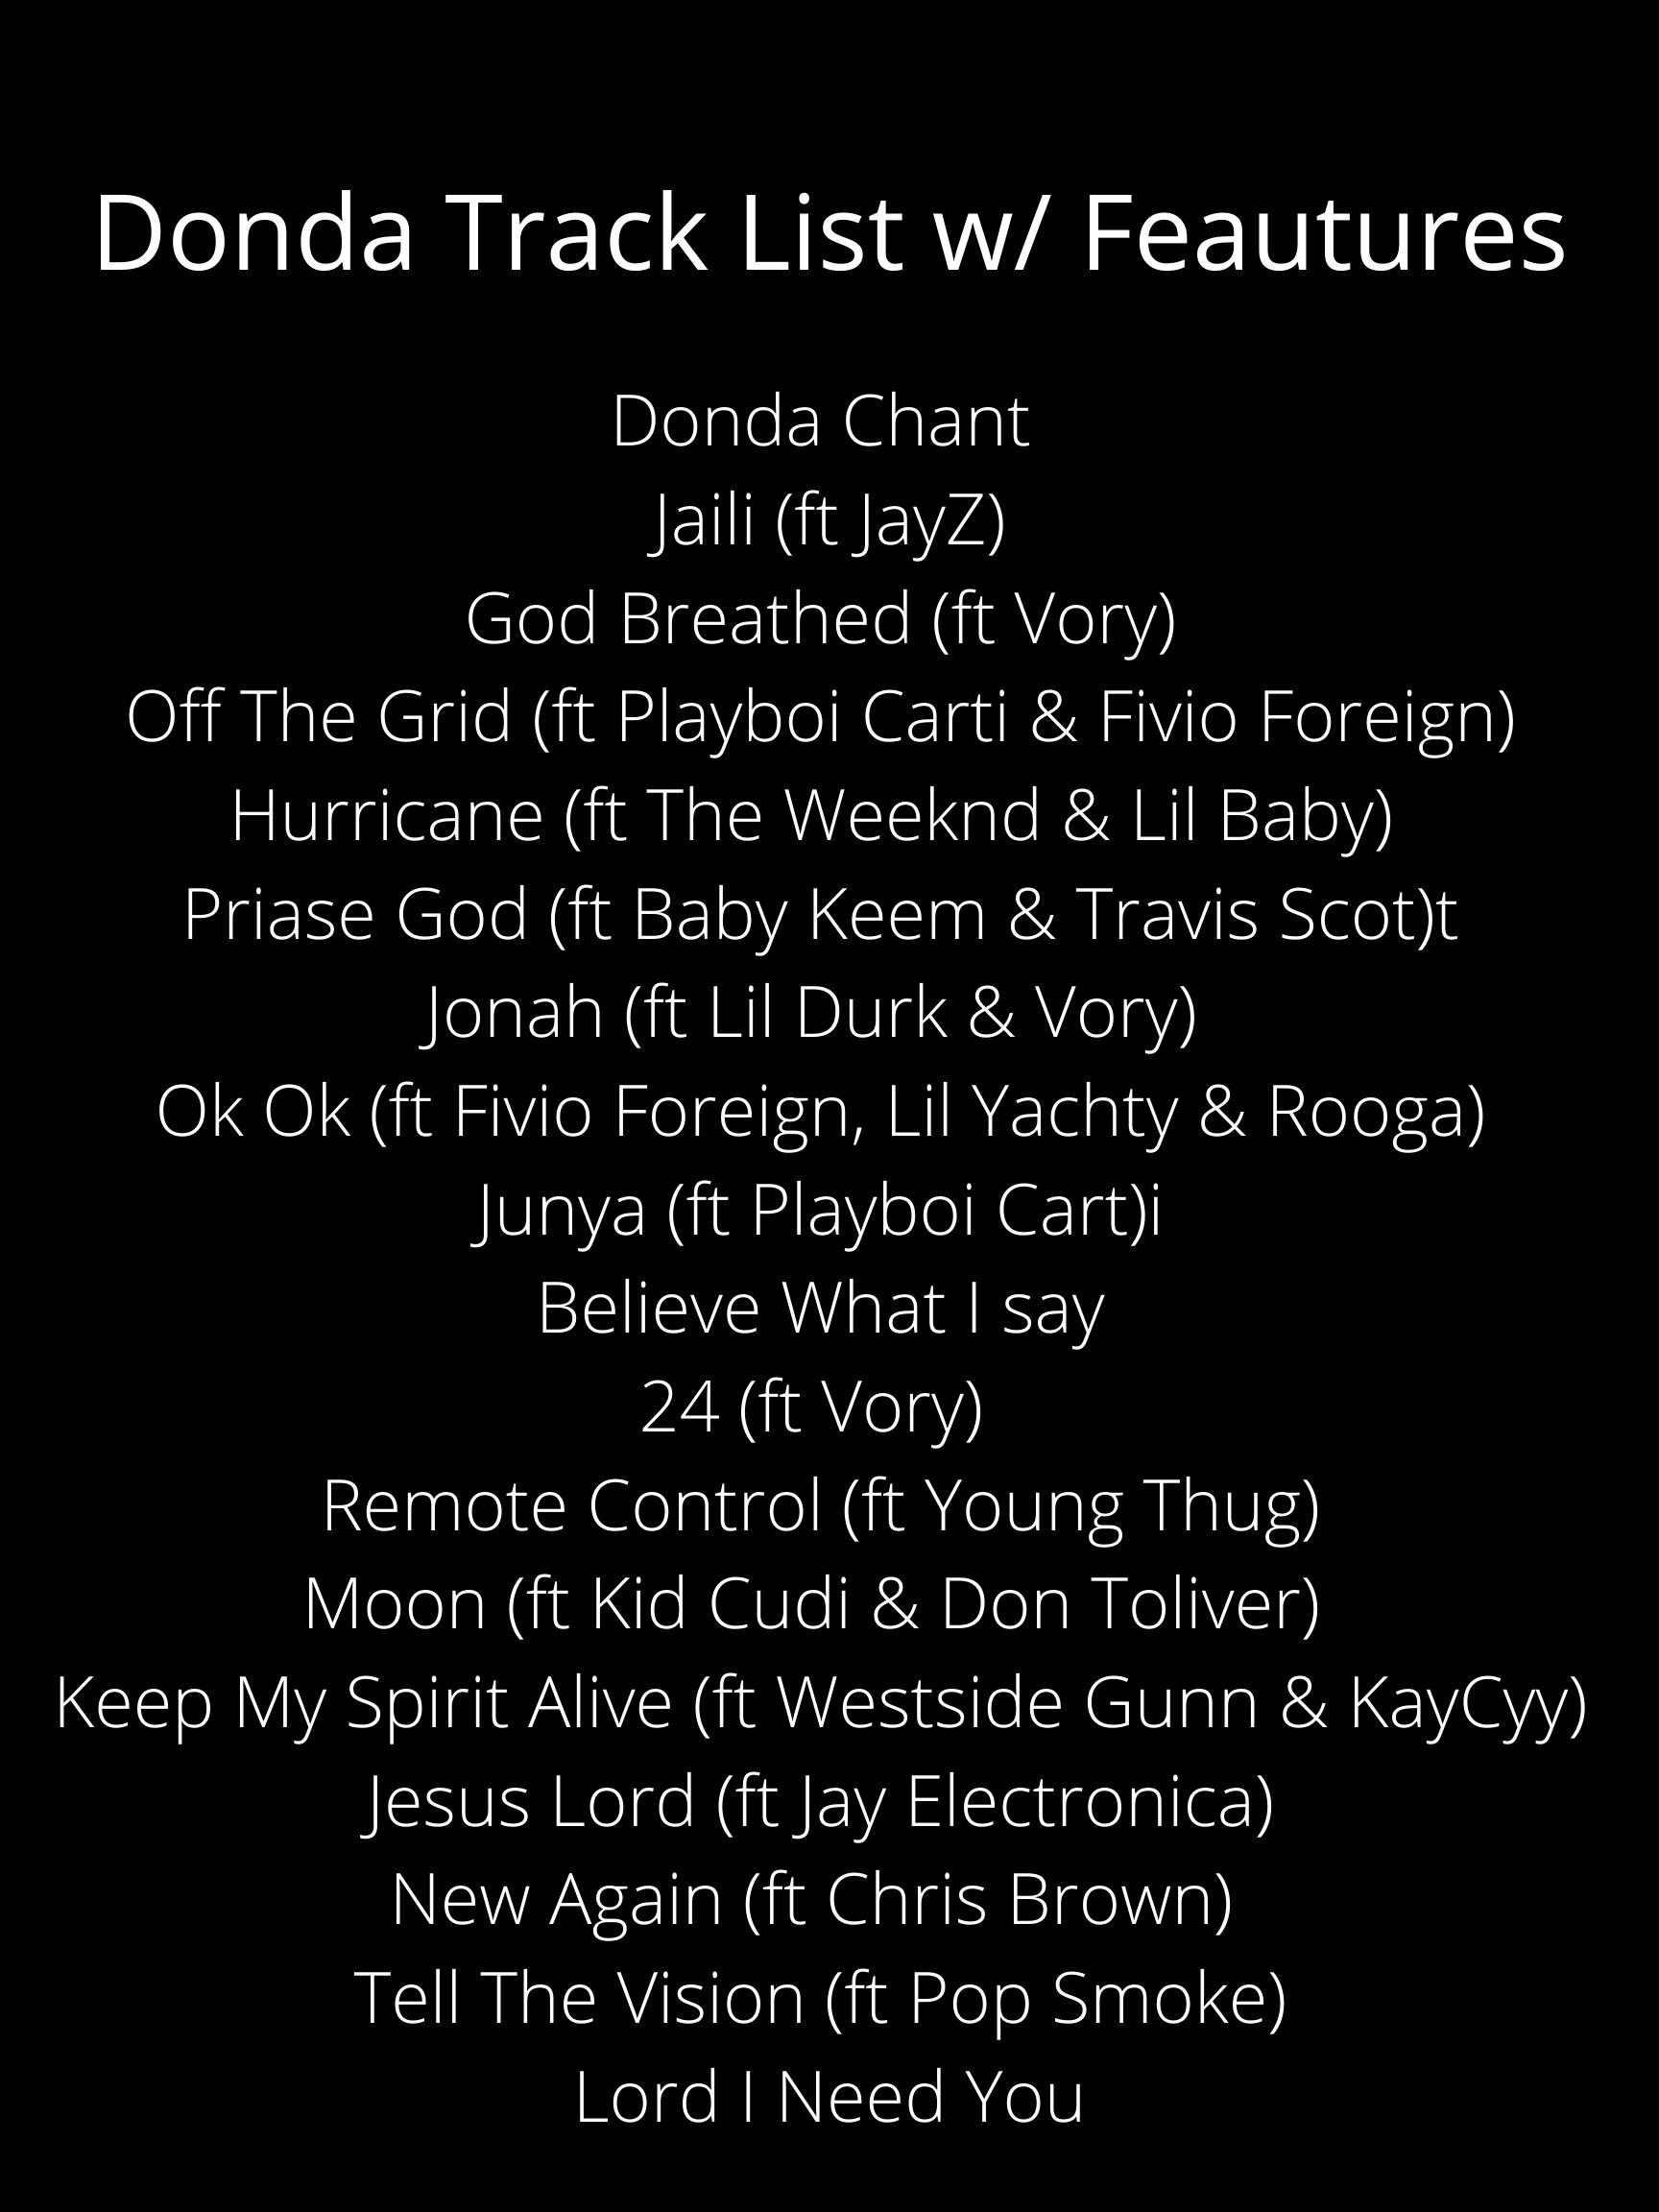 Donda Track List w/ Feautures
Donda Chant
Jaili (ft JayZ)
God Breathed (ft Vory)
Off The Grid (ft Playboi Carti & Fivio Foreign)
Hurricane (ft The Weeknd & Lil Baby)
Priase God (ft Baby Keem & Travis Scot)t
Jonah (ft Lil Durk & Vory)
Ok Ok (ft Fivio Foreign, Lil Yachty & Rooga)
Junya (ft Playboi Cart)i
Believe What I say
24 (ft Vory)
Remote Control (ft Young Thug)
Moon (ft Kid Cudi & Don Toliver)
Keep My Spirit Alive (ft Westside Gunn & KayCyy)
Jesus Lord (ft Jay Electronica)
New Again (ft Chris Brown)
Tell The Vision (ft Pop Smoke)
Lord I Need You